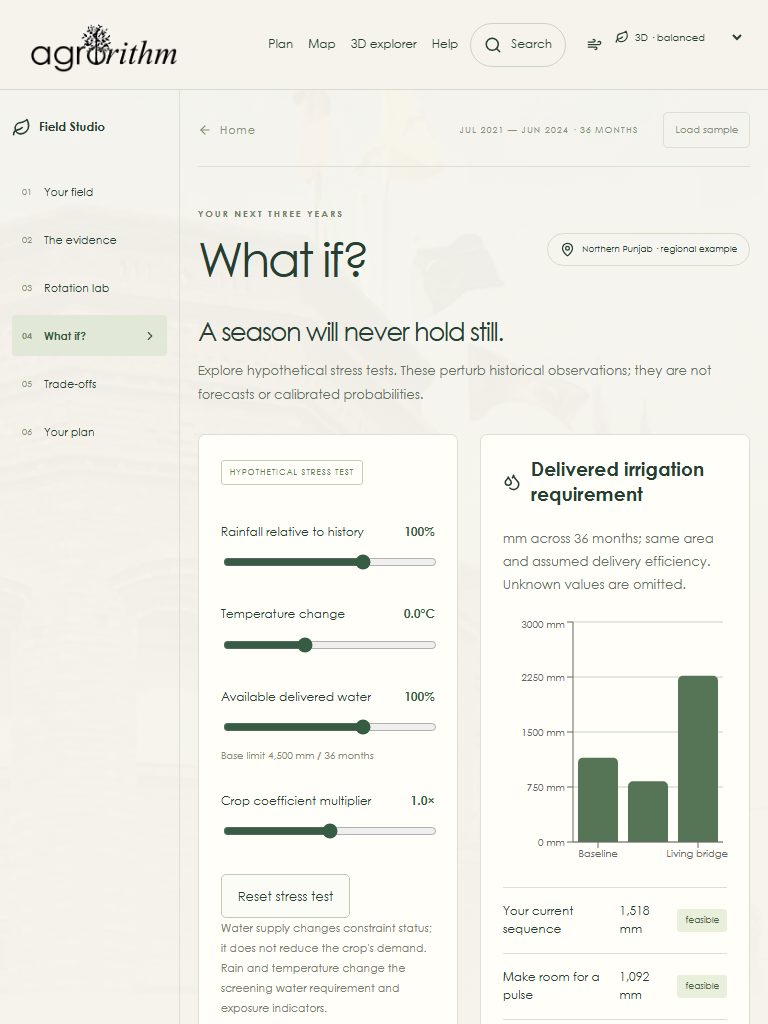 agrorithm
Plan Map 3D explorer Help Search 3D · balanced
Field Studio
01 Your field
02 The evidence
03 Rotation lab
04 What if?
05 Trade-offs
06 Your plan
Home
JUL 2021 — JUN 2024 · 36 MONTHS
Load sample
YOUR NEXT THREE YEARS
What if?
Northern Punjab · regional example
A season will never hold still.
Explore hypothetical stress tests. These perturb historical observations; they are not
forecasts or calibrated probabilities.
HYPOTHETICAL STRESS TEST
Rainfall relative to history 100%
Temperature change 0.0°C
Available delivered water 100%
Base limit 4,500 mm / 36 months
Crop coefficient multiplier 1.0×
Reset stress test
Water supply changes constraint status;
it does not reduce the crop's demand.
Rain and temperature change the
screening water requirement and
exposure indicators.
Delivered irrigation
requirement
mm across 36 months; same area
and assumed delivery efficiency.
Unknown values are omitted.
3000 mm
2250 mm
1500 mm
750 mm
0 mm
Baseline Living bridge
Your current
sequence
1,518
mm
feasible
Make room for a
pulse
1,092
mm
feasible